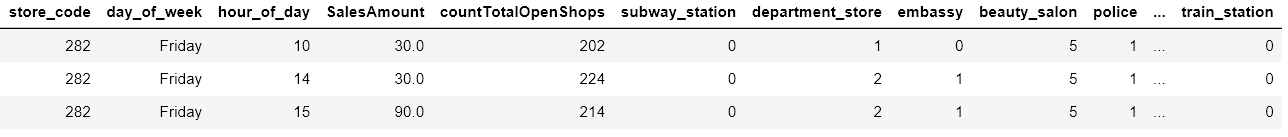 store_code day_of_week hour_of_day SalesAmount countTotalOpenShops subway_station department_store embassy beauty_salon police ... train_station
282 Friday 10 30.0 202 0 1 0 5 1 ... 0
282 Friday 14 30.0 224 0 2 1 5 1 ... 0
282 Friday 15 90.0 214 0 2 1 5 1 ... 0